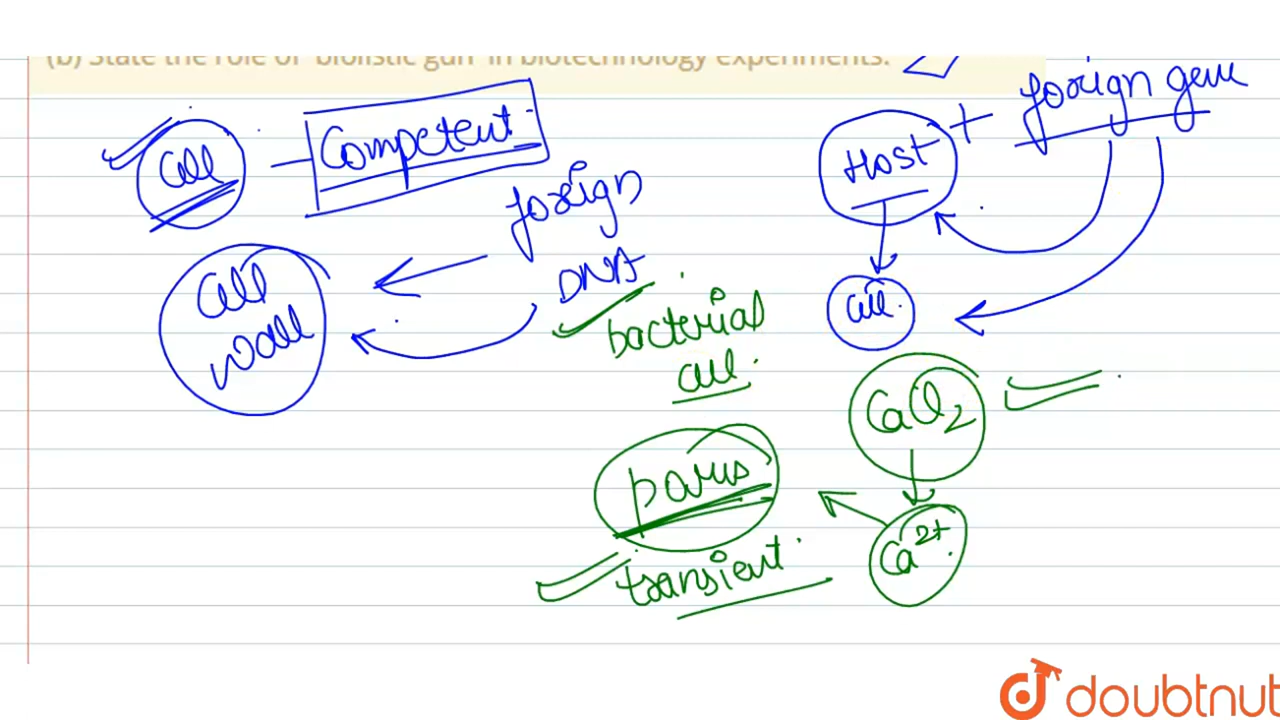 (b) State the role of 'biolistic gun' in biotechnology experiments.
Cell
Competent
foreign
DNA
Cell
wall
Host + foreign gene
Cell
bacterial
cell
CaCl2
Ca2+
transient
doubtnut